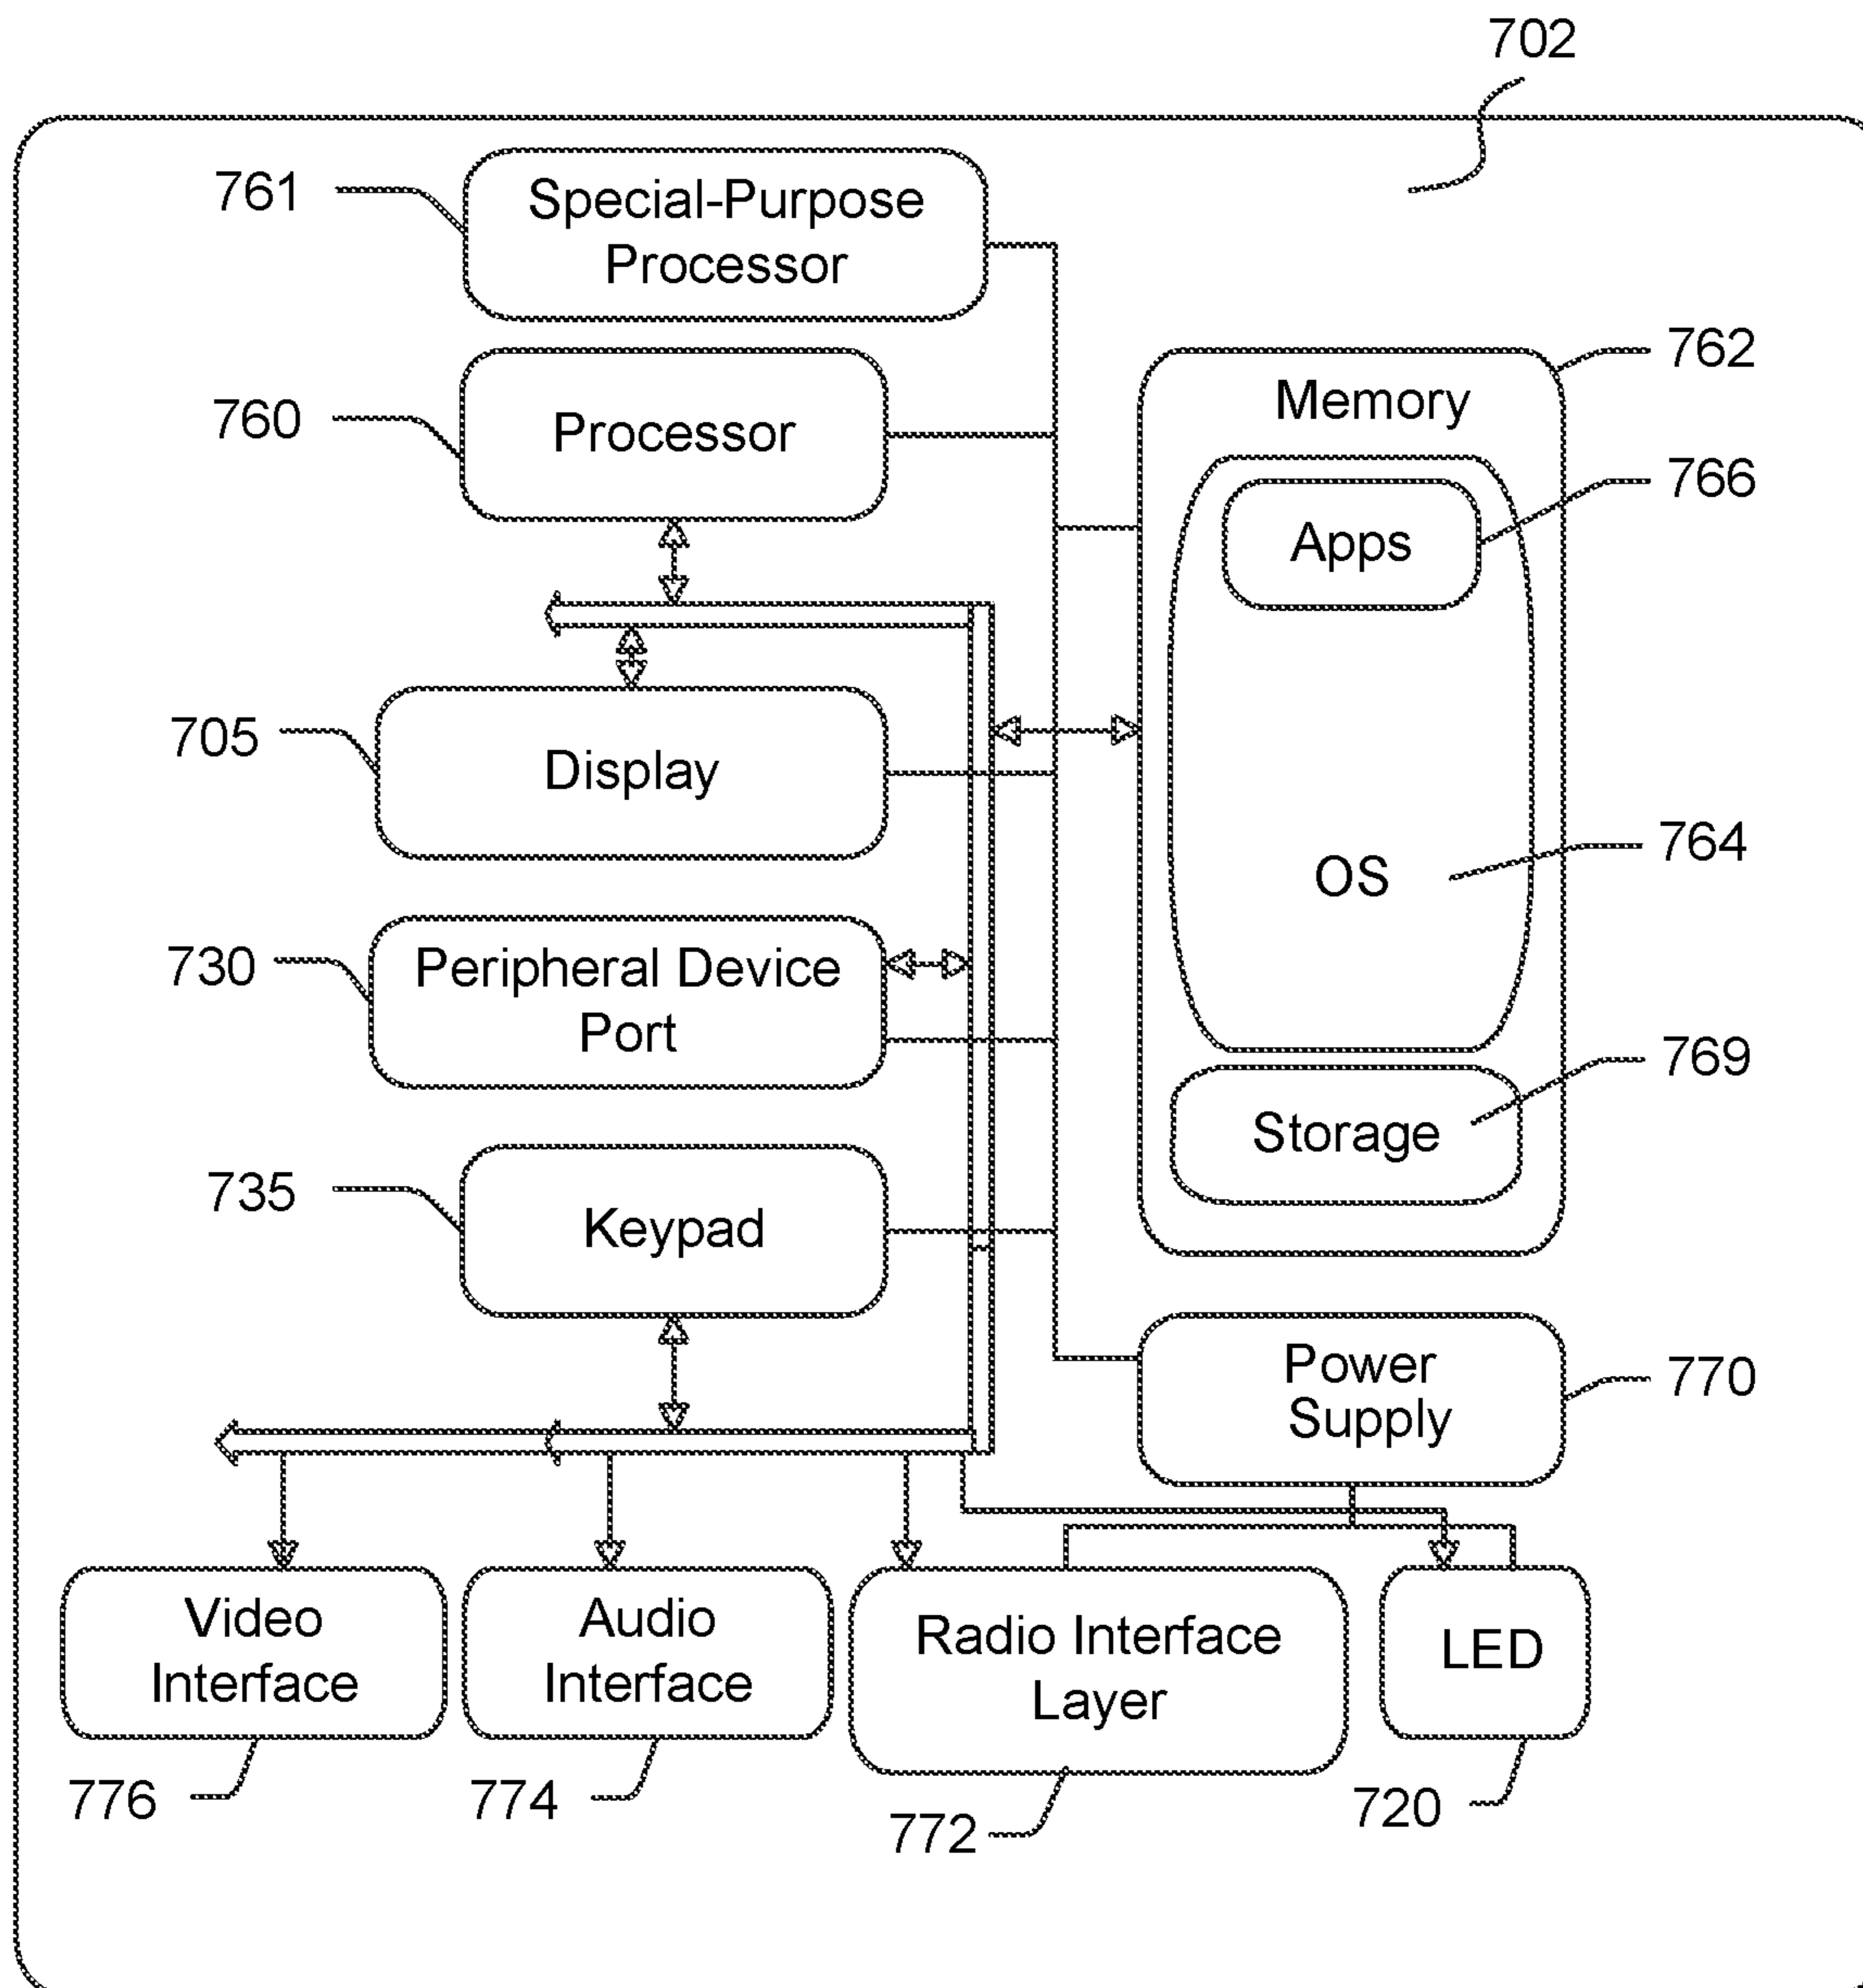 702
761
Special-Purpose
Processor
762
Memory
760
Processor
766
Apps
705
Display
764
OS
730
Peripheral Device
Port
769
Storage
735
Keypad
Power
Supply
770
Video
Interface
Audio
Interface
Radio Interface
Layer
LED
776
774
772
720